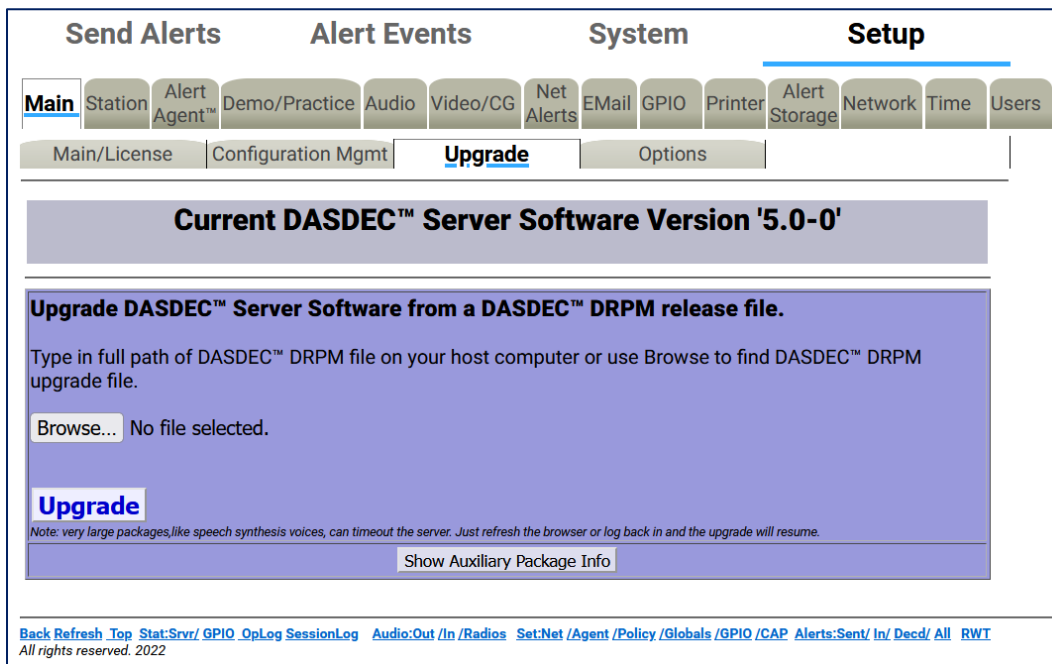 Send Alerts Alert Events System Setup
Main Station Alert Agent™ Demo/Practice Audio Video/CG Net Alerts EMail GPIO Printer Alert Storage Network Time Users
Main/License Configuration Mgmt Upgrade Options
Current DASDEC™ Server Software Version '5.0-0'
Upgrade DASDEC™ Server Software from a DASDEC™ DRPM release file.
Type in full path of DASDEC™ DRPM file on your host computer or use Browse to find DASDEC™ DRPM
upgrade file.
Browse... No file selected.
Upgrade
Note: very large packages,like speech synthesis voices, can timeout the server. Just refresh the browser or log back in and the upgrade will resume.
Show Auxiliary Package Info
Back Refresh Top Stat:Srvr/ GPIO OpLog SessionLog Audio:Out /In /Radios Set:Net /Agent /Policy /Globals /GPIO /CAP Alerts:Sent/ In/ Decd/ All RWT
All rights reserved. 2022